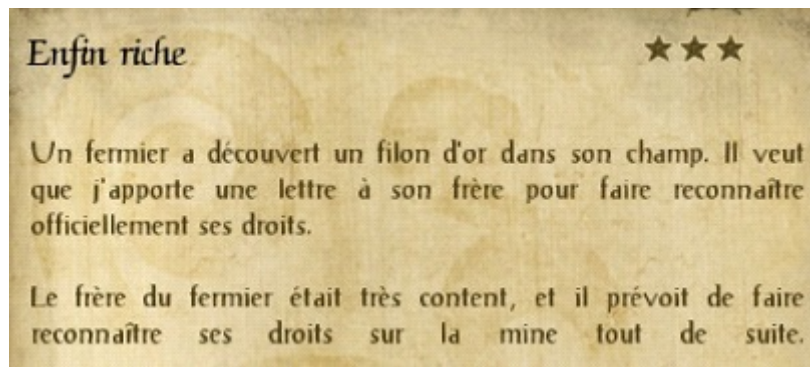 Enfin riche
Un fermier a découvert un filon d'or dans son champ. Il veut
que j'apporte une lettre à son frère pour faire reconnaître
officiellement ses droits.
Le frère du fermier était très content, et il prévoit de faire
reconnaître ses droits sur la mine tout de suite.